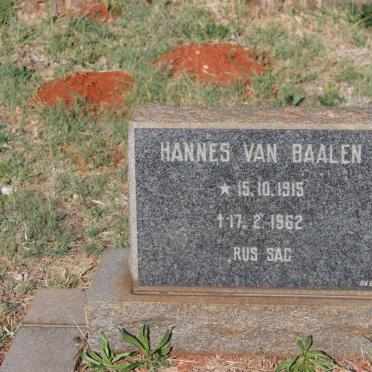 HANNES VAN BAALEN
★ 15.10.1915
✝ 17. 2. 1962
RUS SAG